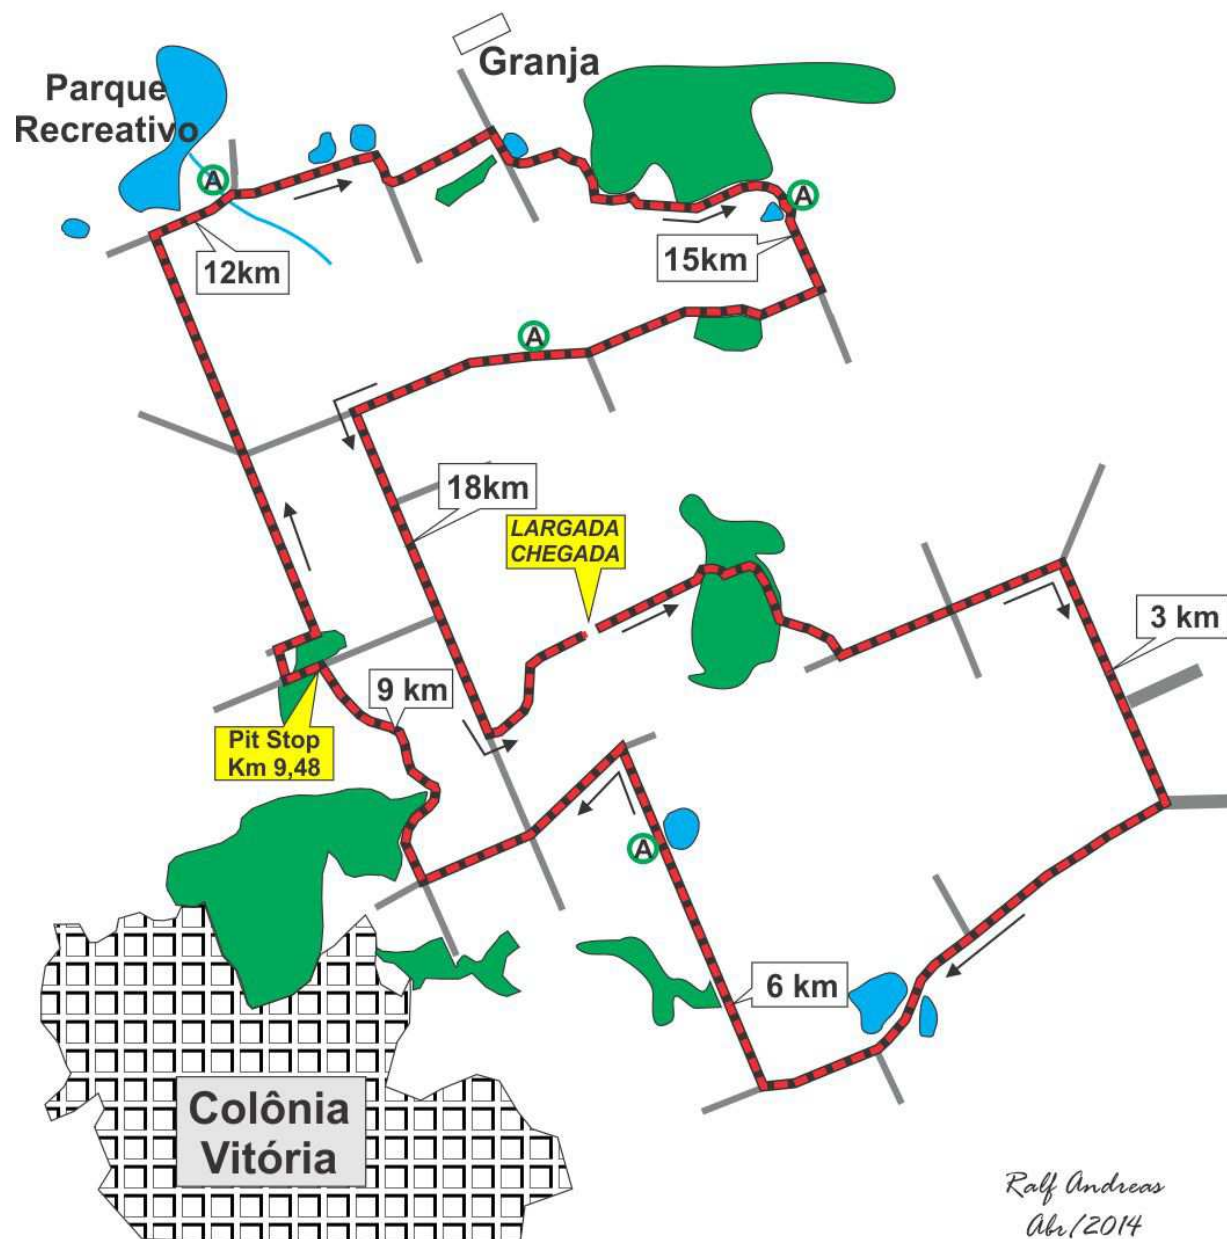 Granja
Parque
Recreativo
A
A
12km
15km
A
18km
LARGADA
CHEGADA
3 km
9 km
Pit Stop
Km 9,48
A
6 km
Colônia
Vitória
Ralf Andreas
Abr/2014